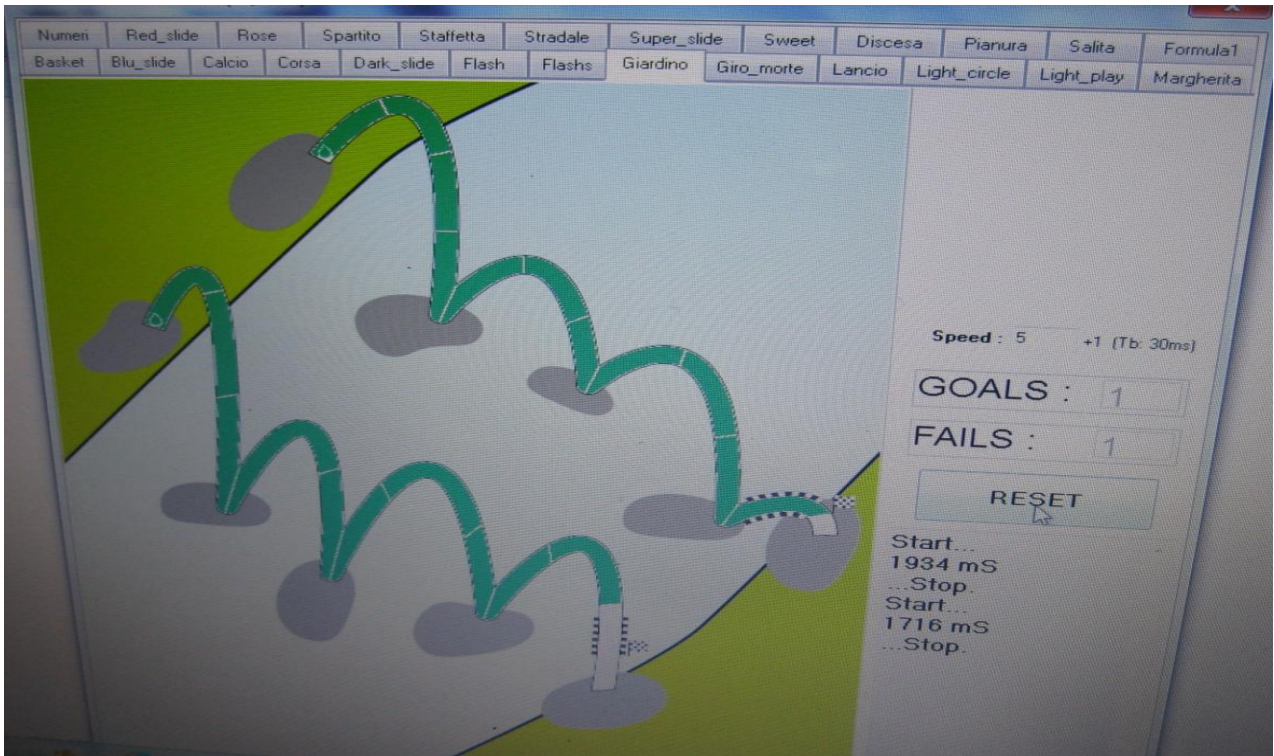 Numeri Red_slide Rose Spartito Staffetta Stradale Super_slide Sweet Discesa Pianura Salita Formula1
Basket Blu_slide Calcio Corsa Dark_slide Flash Flashs Giardino Giro_morte Lancio Light_circle Light_play Margherita
Speed : 5 +1 (Tb: 30ms)
GOALS : 1
FAILS : 1
RESET
Start...
1934 mS
...Stop.
Start...
1716 mS
...Stop.